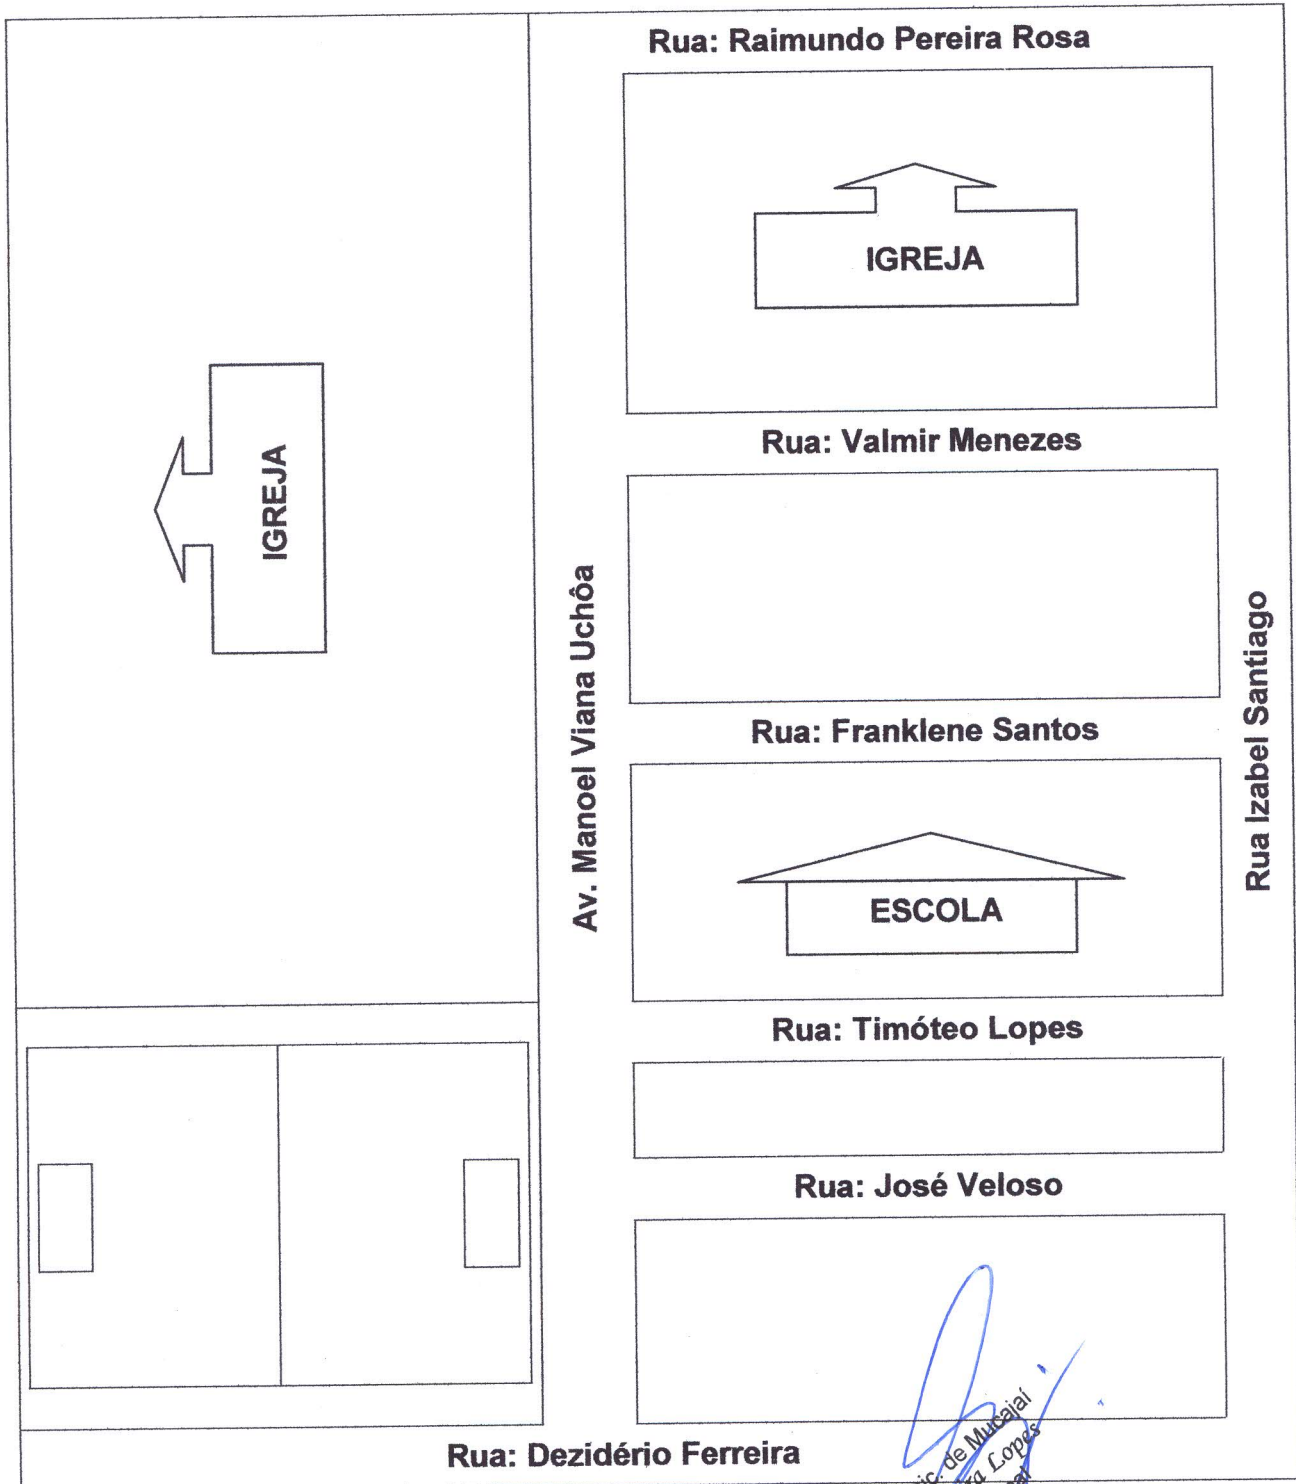 Rua: Raimundo Pereira Rosa
IGREJA
Rua: Valmir Menezes
IGREJA
Av. Manoel Viana Uchôa
Rua Izabel Santiago
Rua: Franklene Santos
ESCOLA
Rua: Timóteo Lopes
Rua: José Veloso
Rua: Dezidério Ferreira
de Mucajaí
Lopes